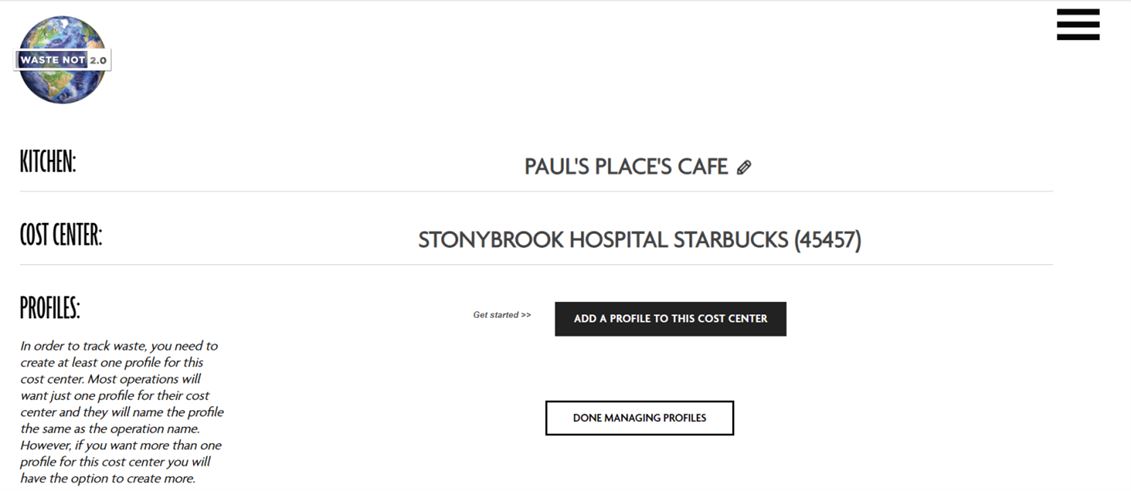 WASTE NOT 2.0
KITCHEN:
PAUL'S PLACE'S CAFE
COST CENTER:
STONYBROOK HOSPITAL STARBUCKS (45457)
PROFILES:
Get started >>
ADD A PROFILE TO THIS COST CENTER
In order to track waste, you need to
create at least one profile for this
cost center. Most operations will
want just one profile for their cost
center and they will name the profile
the same as the operation name.
However, if you want more than one
profile for this cost center you will
have the option to create more.
DONE MANAGING PROFILES